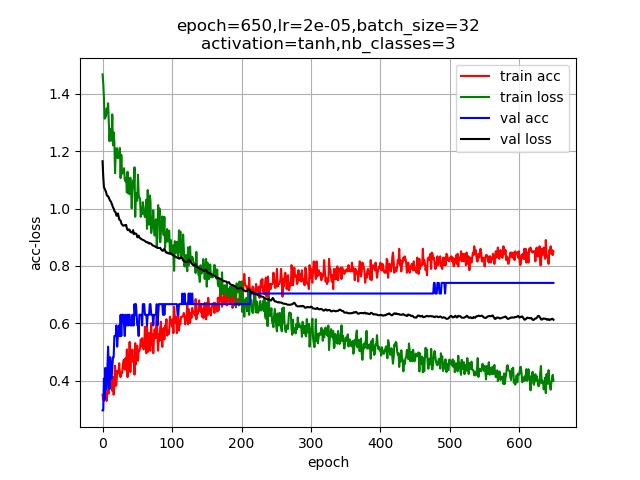 epoch=650,lr=2e-05,batch_size=32
activation=tanh,nb_classes=3
train acc
train loss
val acc
val loss
acc-loss
1.4
1.2
1.0
0.8
0.6
0.4
0 100 200 300 400 500 600
epoch